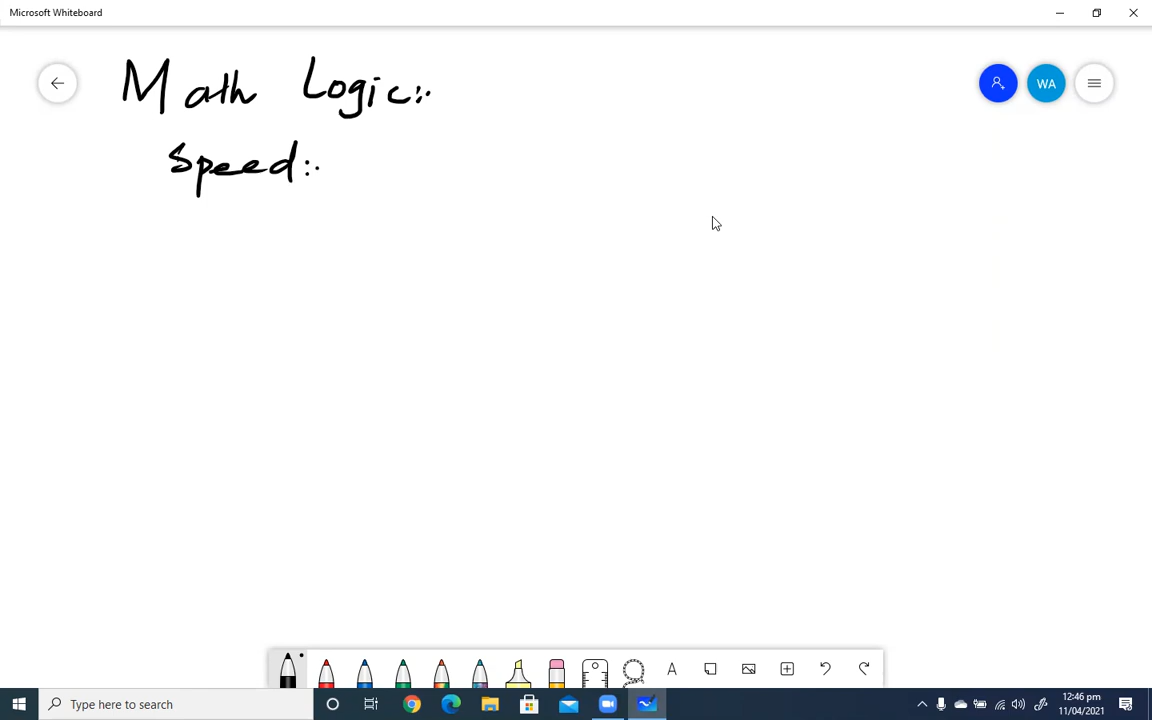 Microsoft Whiteboard
Math Logic:-
WA
Speed:-
A
Type here to search
12:46 pm
11/04/2021